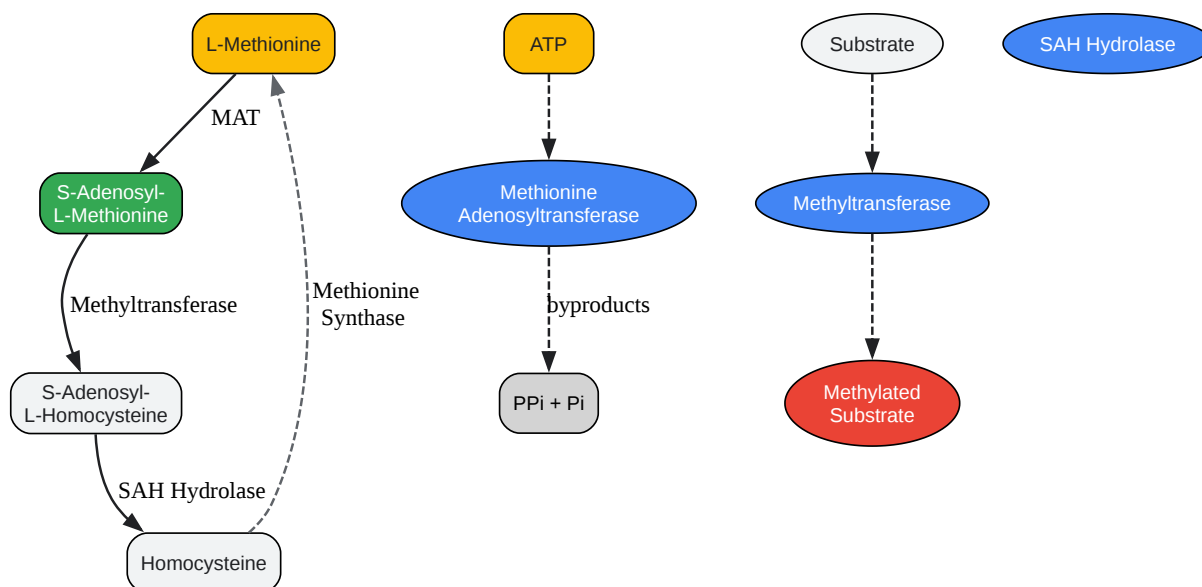 L-Methionine
ATP
Substrate
SAH Hydrolase
MAT
S-Adenosyl-
L-Methionine
Methionine
Adenosyltransferase
Methyltransferase
Methyltransferase
Methionine
Synthase
byproducts
S-Adenosyl-
L-Homocysteine
PPi + Pi
Methylated
Substrate
SAH Hydrolase
Homocysteine